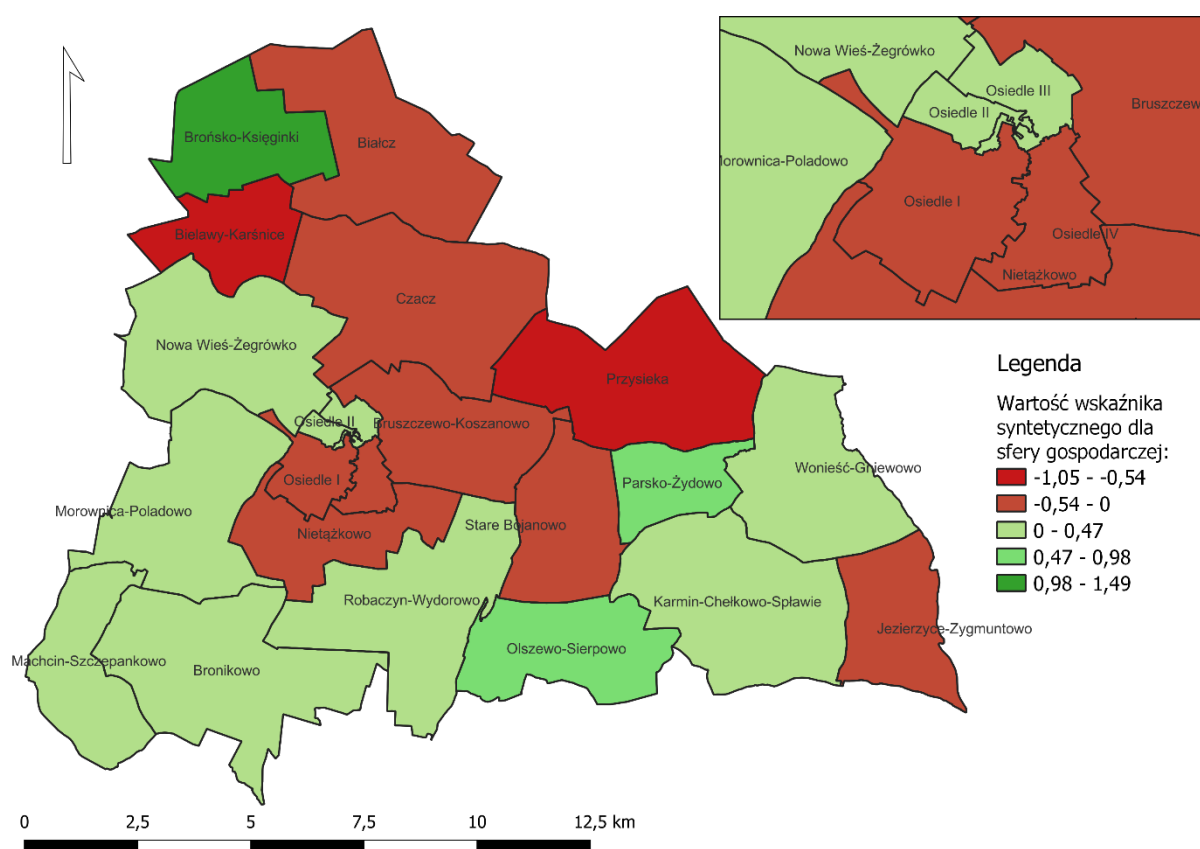 Brońsko-Księginki
Białcz
Bielawy-Karśnice
Czacz
Nowa Wieś-Żegrówko
Przysieka
Osiedle II
Bruszczewo-Koszanowo
Osiedle I
Parsko-Żydowo
Wonieść-Gniewowo
Morownica-Poladowo
Nietążkowo
Stare Bojanowo
Robaczyn-Wydorowo
Karmin-Chełkowo-Spławie
Jezierzyce-Zygmuntowo
Machcin-Szczepankowo
Bronikowo
Olszewo-Sierpowo
Nowa Wieś-Żegrówko
Osiedle III
Osiedle II
Bruszczew
Morownica-Poladowo
Osiedle I
Osiedle IV
Nietążkowo
Legenda
Wartość wskaźnika
syntetycznego dla
sfery gospodarczej:
-1,05 - -0,54
-0,54 - 0
0 - 0,47
0,47 - 0,98
0,98 - 1,49
0 2,5 5 7,5 10 12,5 km